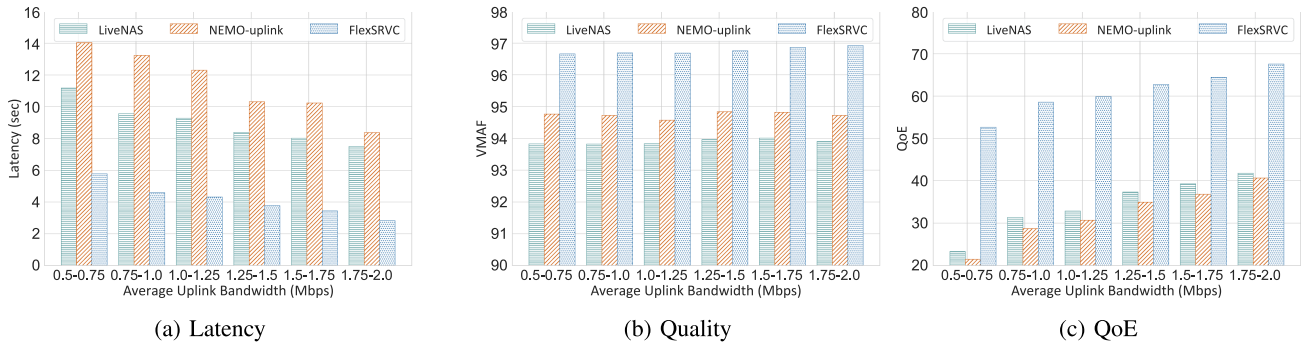 LiveNAS NEMO-uplink FlexSRVC
16
14
12
10
8
6
4
2
0
Latency (sec)
0.5-0.75 0.75-1.0 1.0-1.25 1.25-1.5 1.5-1.75 1.75-2.0
Average Uplink Bandwidth (Mbps)
(a) Latency
LiveNAS NEMO-uplink FlexSRVC
98
97
96
95
94
93
92
91
90
VMAF
0.5-0.75 0.75-1.0 1.0-1.25 1.25-1.5 1.5-1.75 1.75-2.0
Average Uplink Bandwidth (Mbps)
(b) Quality
LiveNAS NEMO-uplink FlexSRVC
80
70
60
50
40
30
20
QoE
0.5-0.75 0.75-1.0 1.0-1.25 1.25-1.5 1.5-1.75 1.75-2.0
Average Uplink Bandwidth (Mbps)
(c) QoE